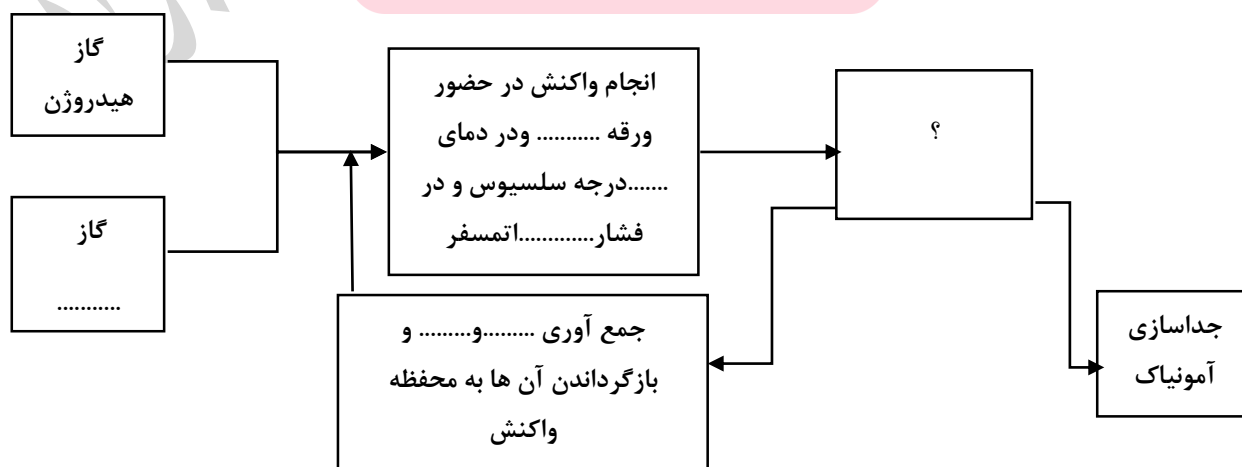 گاز
هیدروژن
گاز
...........
انجام واکنش در حضور
ورقه ........... ودر دمای
.......درجه سلسیوس و در
فشار.............اتمسفر
؟
جمع آوری .........و......... و
بازگرداندن آن ها به محفظه
واکنش
جداسازی
آمونیاک